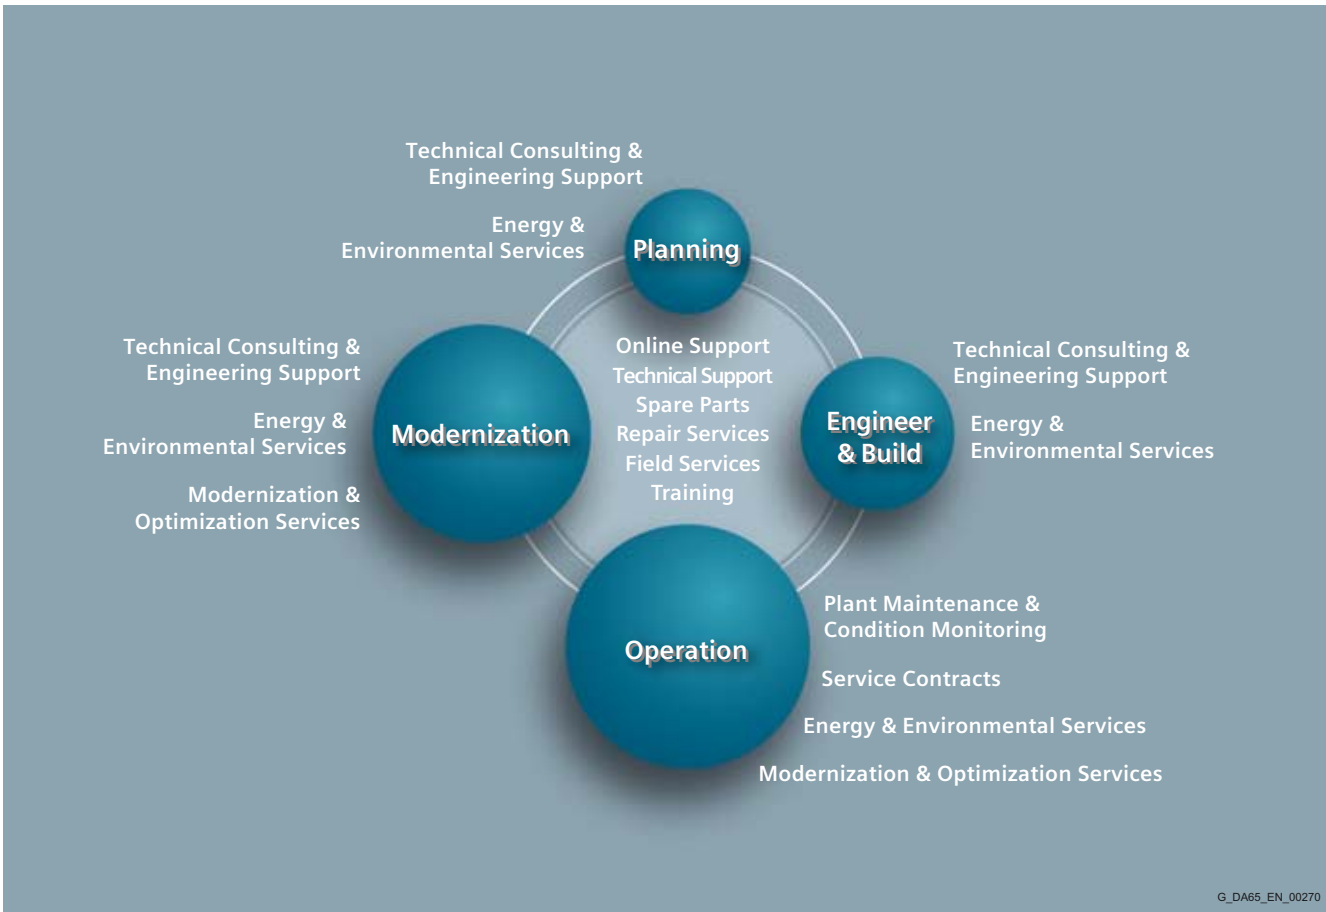 Technical Consulting &
Engineering Support
Energy &
Environmental Services
Planning
Technical Consulting &
Engineering Support
Energy &
Environmental Services
Modernization &
Optimization Services
Modernization
Online Support
Technical Support
Spare Parts
Repair Services
Field Services
Training
Engineer
& Build
Technical Consulting &
Engineering Support
Energy &
Environmental Services
Operation
Plant Maintenance &
Condition Monitoring
Service Contracts
Energy & Environmental Services
Modernization & Optimization Services
G_DA65_EN_00270